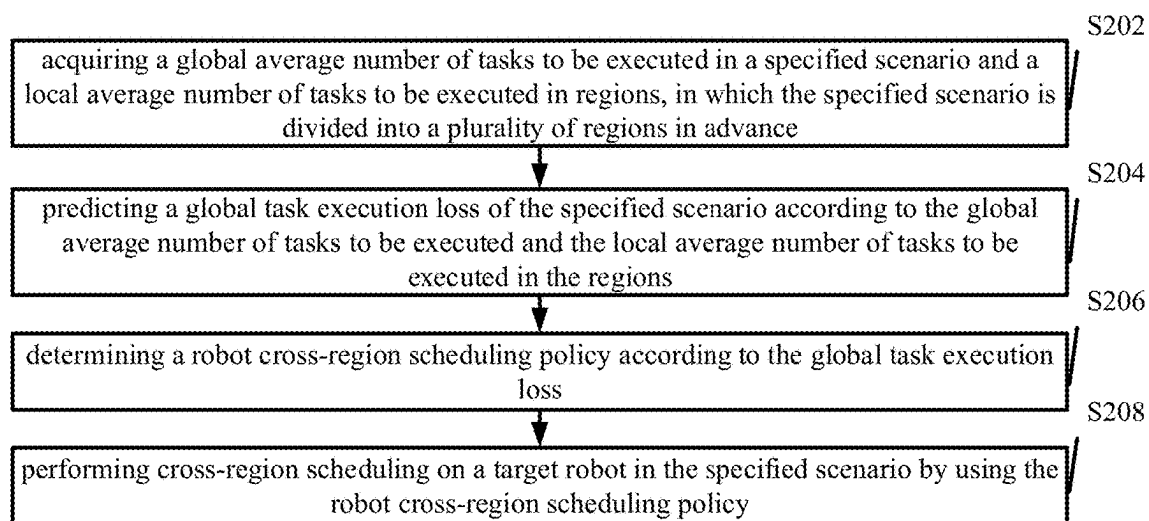 S202
acquiring a global average number of tasks to be executed in a specified scenario and a
local average number of tasks to be executed in regions, in which the specified scenario is
divided into a plurality of regions in advance
S204
predicting a global task execution loss of the specified scenario according to the global
average number of tasks to be executed and the local average number of tasks to be
executed in the regions
S206
determining a robot cross-region scheduling policy according to the global task execution
loss
S208
performing cross-region scheduling on a target robot in the specified scenario by using the
robot cross-region scheduling policy